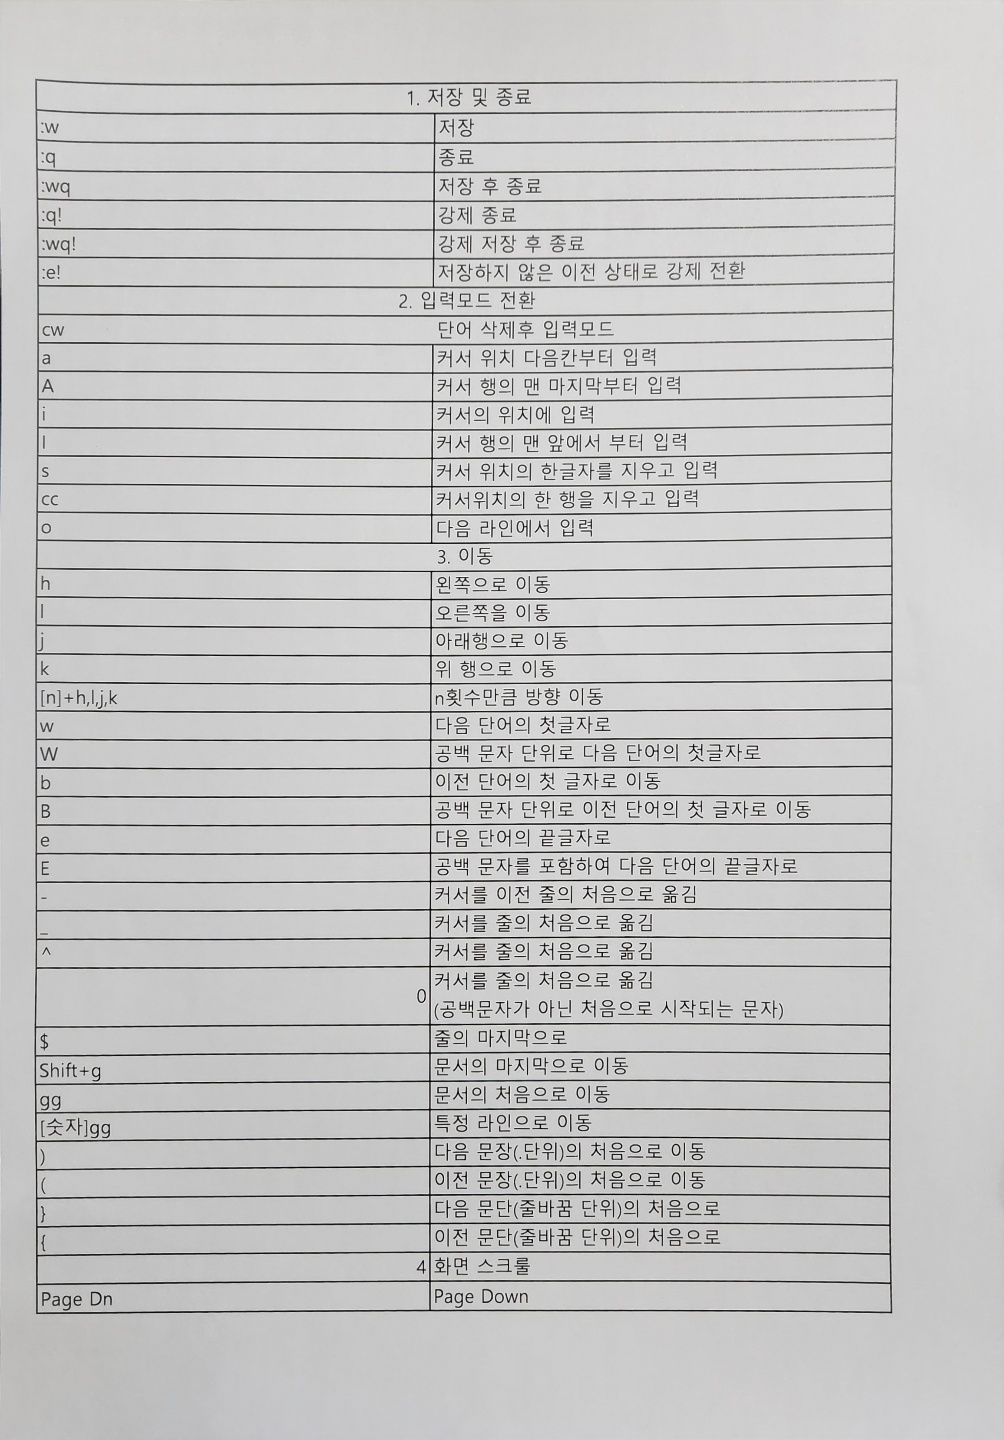 1. 저장 및 종료
:w 저장
:q 종료
:wq 저장 후 종료
:q! 강제 종료
:wq! 강제 저장 후 종료
:e! 저장하지 않은 이전 상태로 강제 전환
2. 입력모드 전환
cw 단어 삭제후 입력모드
a 커서 위치 다음칸부터 입력
A 커서 행의 맨 마지막부터 입력
i 커서의 위치에 입력
I 커서 행의 맨 앞에서 부터 입력
s 커서 위치의 한글자를 지우고 입력
cc 커서위치의 한 행을 지우고 입력
o 다음 라인에서 입력
3. 이동
h 왼쪽으로 이동
l 오른쪽을 이동
j 아래행으로 이동
k 위 행으로 이동
[n]+h,l,j,k n횟수만큼 방향 이동
w 다음 단어의 첫글자로
W 공백 문자 단위로 다음 단어의 첫글자로
b 이전 단어의 첫 글자로 이동
B 공백 문자 단위로 이전 단어의 첫 글자로 이동
e 다음 단어의 끝글자로
E 공백 문자를 포함하여 다음 단어의 끝글자로
- 커서를 이전 줄의 처음으로 옮김
_ 커서를 줄의 처음으로 옮김
^ 커서를 줄의 처음으로 옮김
0 커서를 줄의 처음으로 옮김
(공백문자가 아닌 처음으로 시작되는 문자)
$ 줄의 마지막으로
Shift+g 문서의 마지막으로 이동
gg 문서의 처음으로 이동
[숫자]gg 특정 라인으로 이동
) 다음 문장(.단위)의 처음으로 이동
( 이전 문장(.단위)의 처음으로 이동
} 다음 문단(줄바꿈 단위)의 처음으로
{ 이전 문단(줄바꿈 단위)의 처음으로
4 화면 스크롤
Page Dn Page Down